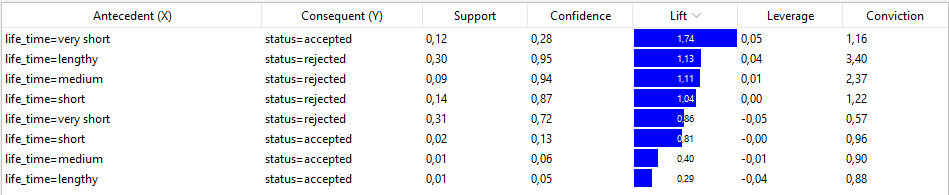 Antecedent (X) Consequent (Y) Support Confidence Lift Leverage Conviction
life_time=very short status=accepted 0,12 0,28 1,74 0,05 1,16
life_time=lengthy status=rejected 0,30 0,95 1,13 0,04 3,40
life_time=medium status=rejected 0,09 0,94 1,11 0,01 2,37
life_time=short status=rejected 0,14 0,87 1,04 0,00 1,22
life_time=very short status=rejected 0,31 0,72 0,86 -0,05 0,57
life_time=short status=accepted 0,02 0,13 0,81 -0,00 0,96
life_time=medium status=accepted 0,01 0,06 0,40 -0,01 0,90
life_time=lengthy status=accepted 0,01 0,05 0,29 -0,04 0,88